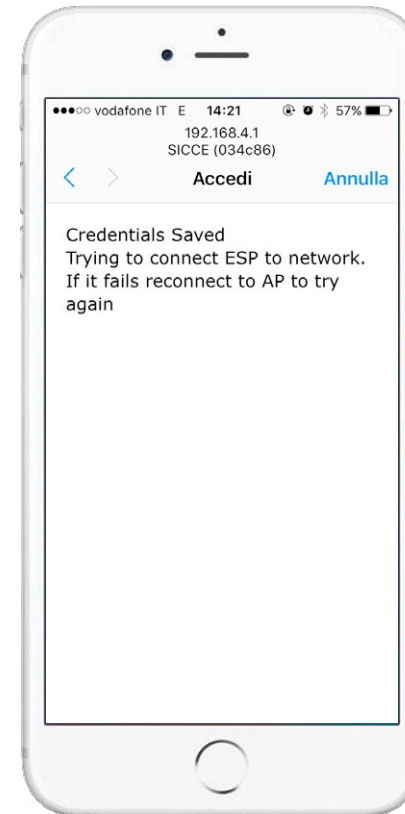 vodafone IT E 14:21 57%
192.168.4.1
SICCE (034c86)
Accedi Annulla
Credentials Saved
Trying to connect ESP to network.
If it fails reconnect to AP to try
again